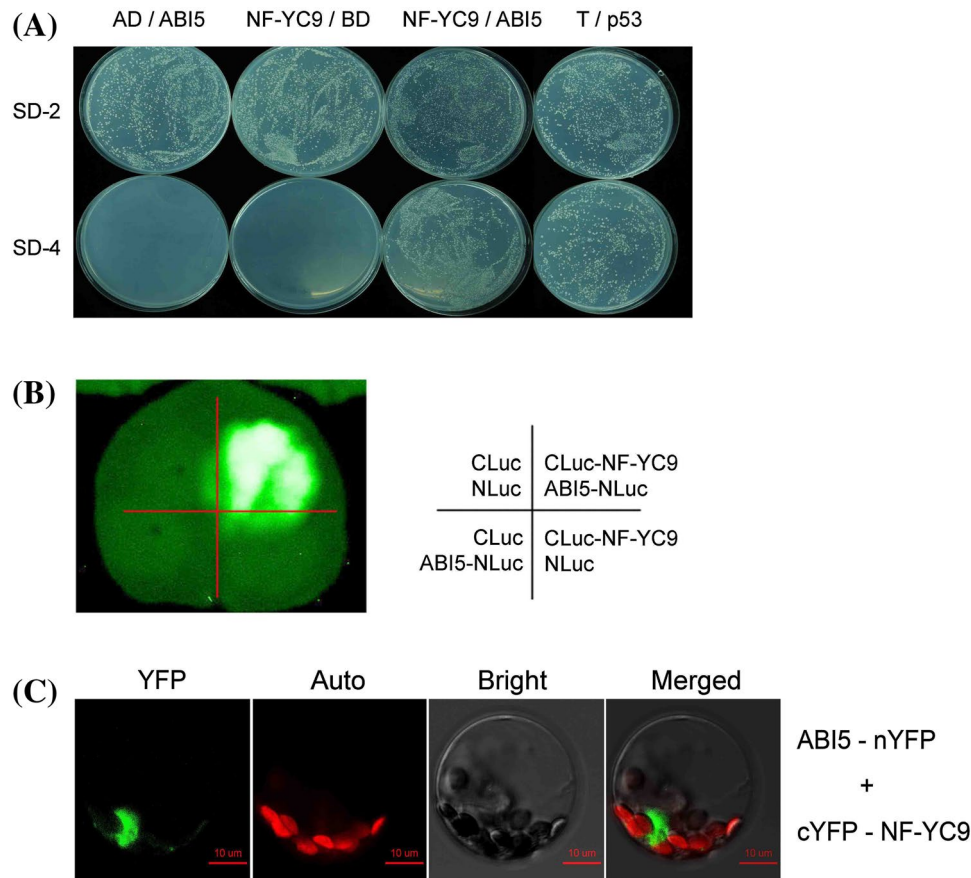 (A)
AD / ABI5 NF-YC9 / BD NF-YC9 / ABI5 T / p53
SD-2
SD-4
(B)
CLuc CLuc-NF-YC9
NLuc ABI5-NLuc
CLuc CLuc-NF-YC9
ABI5-NLuc NLuc
(C)
YFP Auto Bright Merged
10 um 10 um 10 um 10 um
ABI5 - nYFP
+
cYFP - NF-YC9